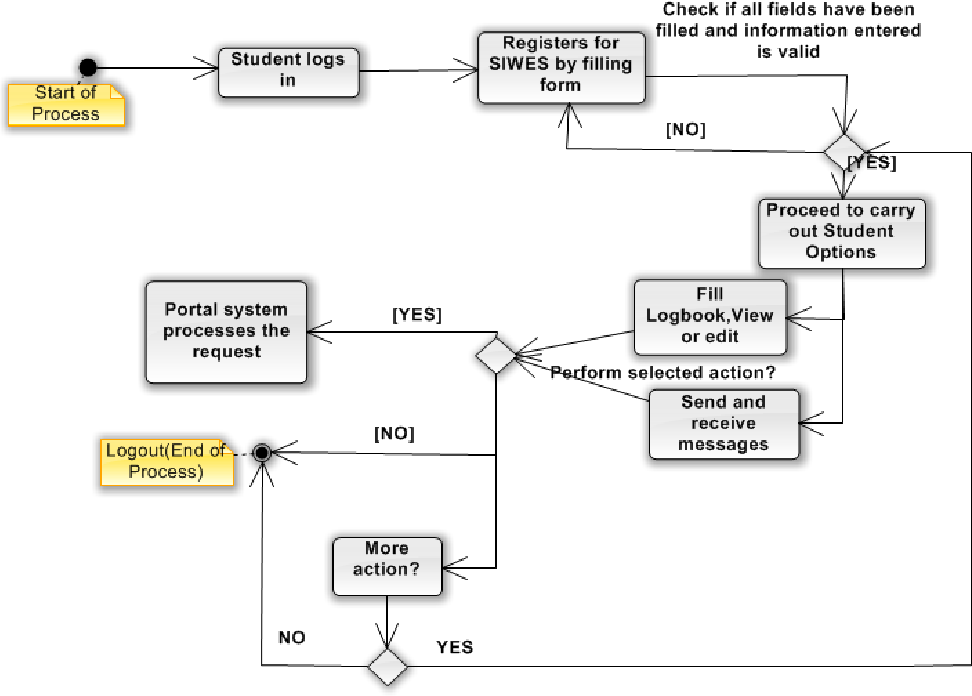 Check if all fields have been
filled and information entered
is valid
Start of
Process
Student logs
in
Registers for
SIWES by filling
form
[NO]
[YES]
Proceed to carry
out Student
Options
Portal system
processes the
request
[YES]
Fill
Logbook,View
or edit
Perform selected action?
Send and
receive
messages
Logout(End of
Process)
[NO]
More
action?
NO
YES